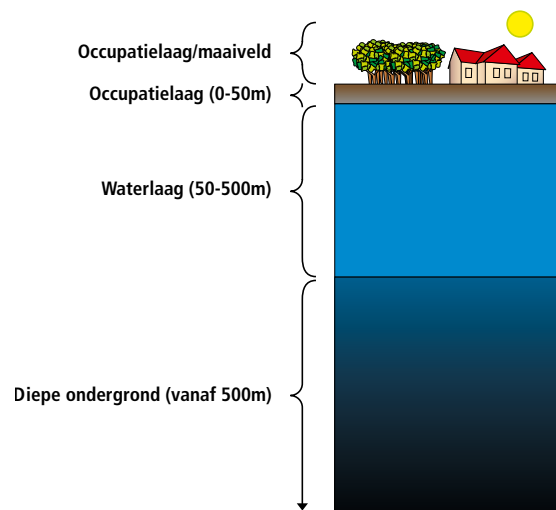 Occupatielaag/maaiveld
Occupatielaag (0-50m)
Waterlaag (50-500m)
Diepe ondergrond (vanaf 500m)